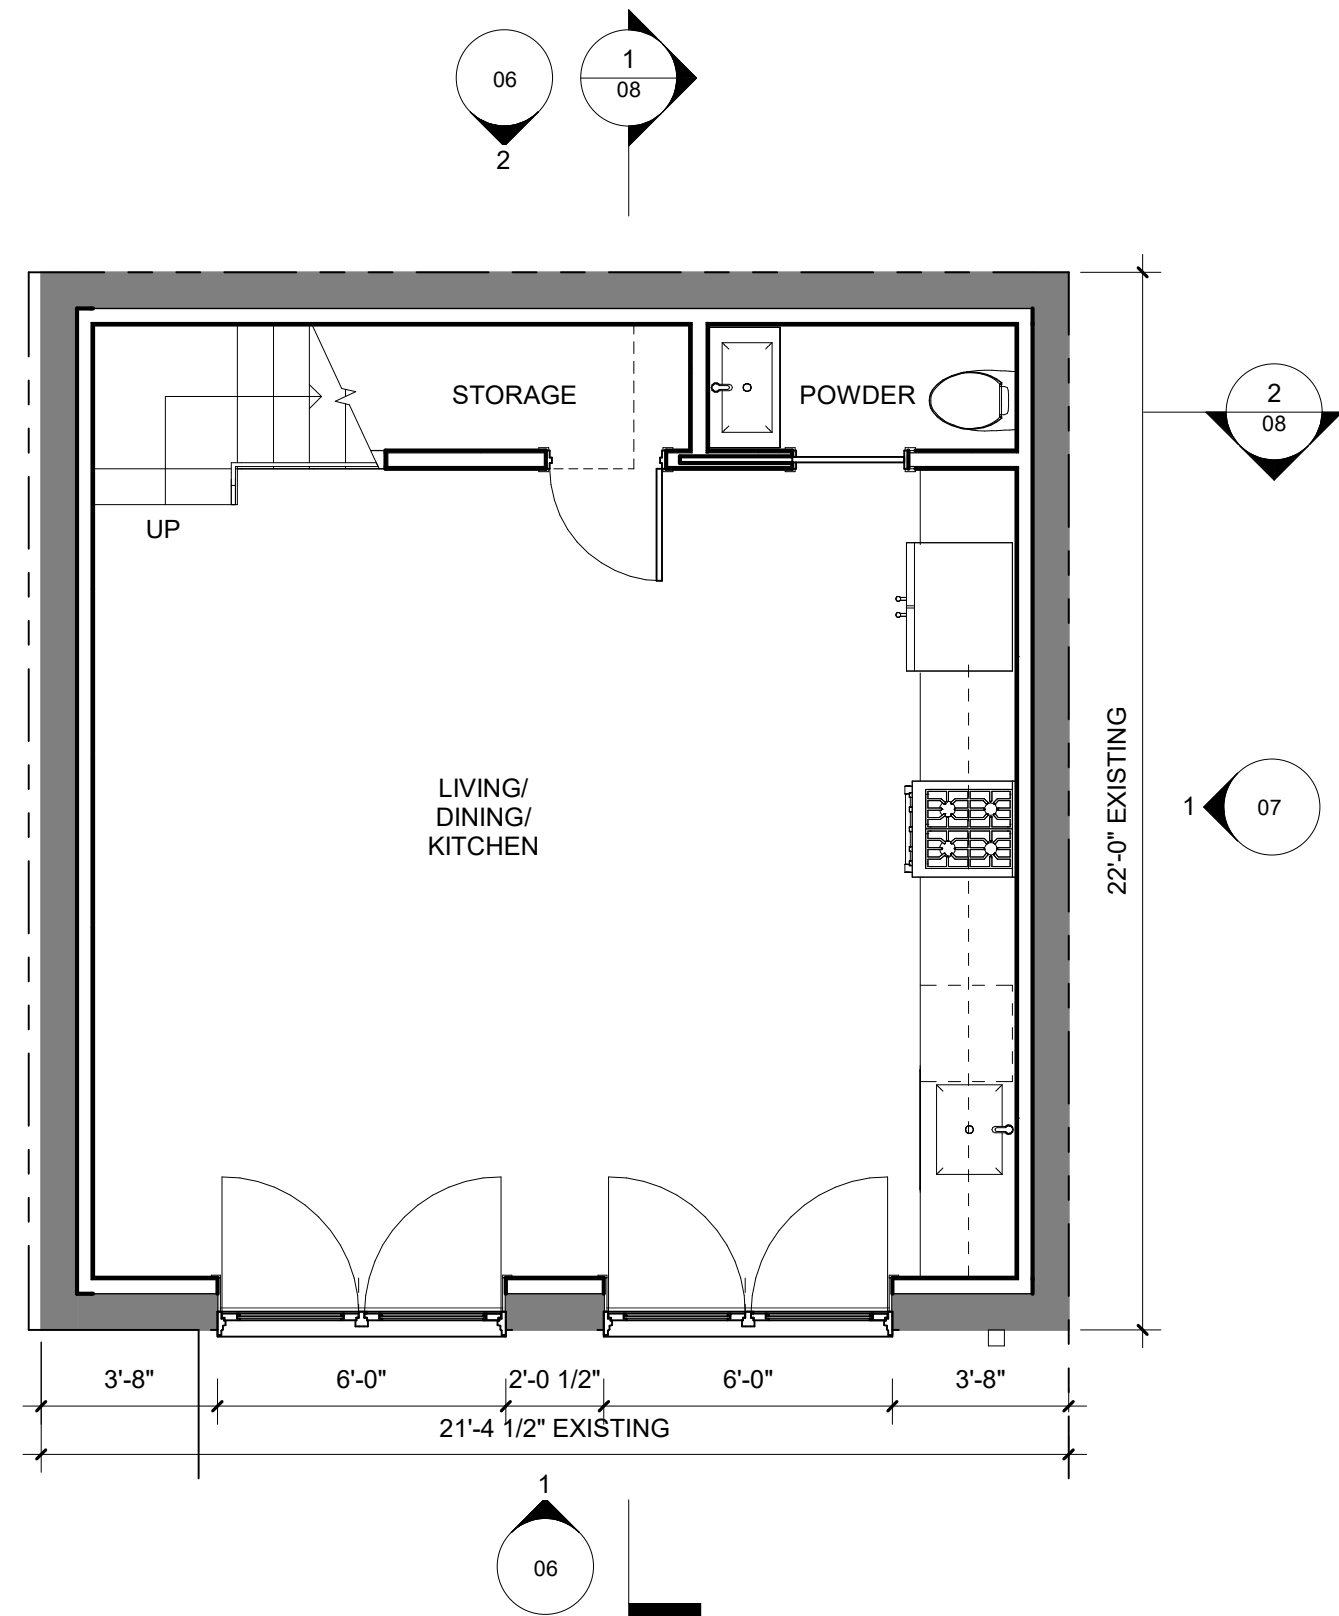 06
2
1
08
STORAGE
POWDER
2
08
UP
LIVING/
DINING/
KITCHEN
22'-0" EXISTING
1
07
3'-8"
6'-0"
2'-0 1/2"
6'-0"
3'-8"
21'-4 1/2" EXISTING
1
06